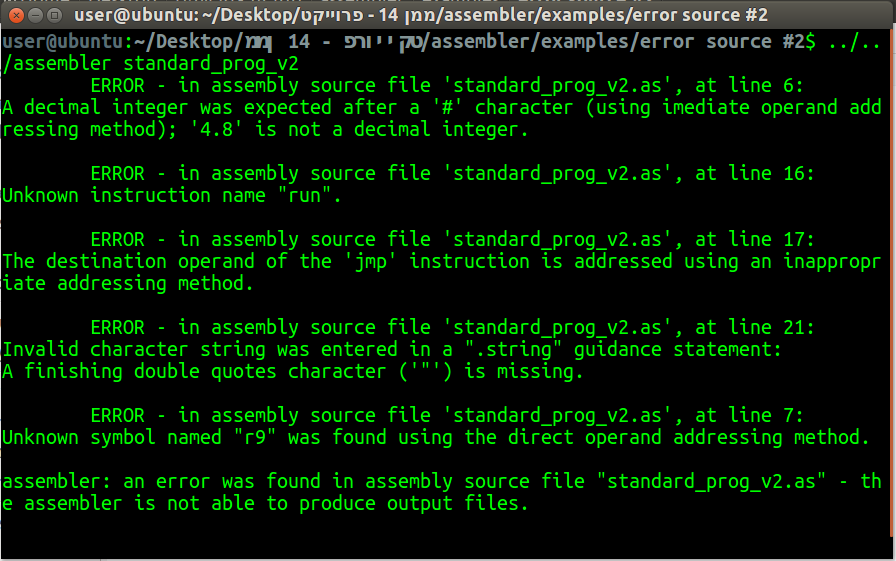 user@ubuntu: ~/Desktop/ממן 14 - פרוייקט/assembler/examples/error source #2
user@ubuntu:~/Desktop/ממן 14 - פרוייקט/assembler/examples/error source #2$ ../..
/assembler standard_prog_v2
ERROR - in assembly source file 'standard_prog_v2.as', at line 6:
A decimal integer was expected after a '#' character (using imediate operand add
ressing method); '4.8' is not a decimal integer.
ERROR - in assembly source file 'standard_prog_v2.as', at line 16:
Unknown instruction name "run".
ERROR - in assembly source file 'standard_prog_v2.as', at line 17:
The destination operand of the 'jmp' instruction is addressed using an inappropr
iate addressing method.
ERROR - in assembly source file 'standard_prog_v2.as', at line 21:
Invalid character string was entered in a ".string" guidance statement:
A finishing double quotes character ('"') is missing.
ERROR - in assembly source file 'standard_prog_v2.as', at line 7:
Unknown symbol named "r9" was found using the direct operand addressing method.
assembler: an error was found in assembly source file "standard_prog_v2.as" - th
e assembler is not able to produce output files.